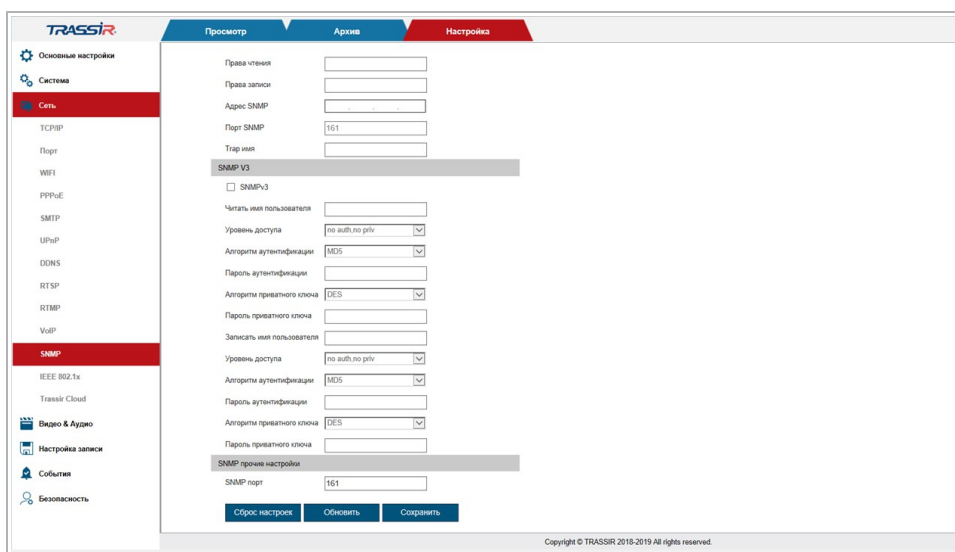 TRASSIR
Просмотр
Архив
Настройка
Основные настройки
Система
Сеть
TCP/IP
Порт
WIFI
PPPoE
SMTP
UPnP
DDNS
RTSP
RTMP
VoIP
SNMP
IEEE 802.1x
Trassir Cloud
Видео & Аудио
Настройка записи
События
Безопасность
Права чтения
Права записи
Адрес SNMP
Порт SNMP 161
Trap имя
SNMP V3
SNMPv3
Читать имя пользователя
Уровень доступа no auth,no priv
Алгоритм аутентификации MD5
Пароль аутентификации
Алгоритм приватного ключа DES
Пароль приватного ключа
Записать имя пользователя
Уровень доступа no auth,no priv
Алгоритм аутентификации MD5
Пароль аутентификации
Алгоритм приватного ключа DES
Пароль приватного ключа
SNMP прочие настройки
SNMP порт 161
Сброс настроек
Обновить
Сохранить
Copyright © TRASSIR 2018-2019 All rights reserved.